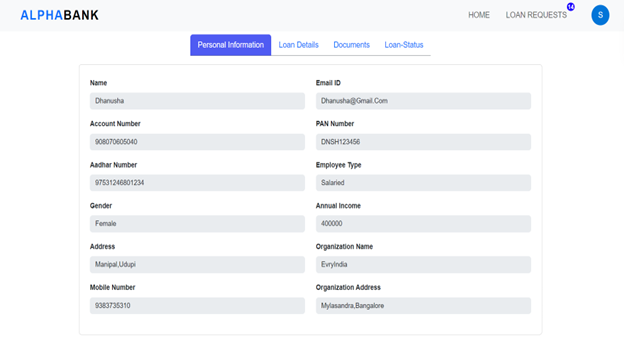 ALPHABANK
HOME LOAN REQUESTS 14 S
Personal Information Loan Details Documents Loan-Status
Name Email ID
Dhanusha Dhanusha@Gmail.Com
Account Number PAN Number
908070605040 DNSH123456
Aadhar Number Employee Type
97531246801234 Salaried
Gender Annual Income
Female 400000
Address Organization Name
Manipal,Udupi EvryIndia
Mobile Number Organization Address
9383735310 Mylasandra,Bangalore